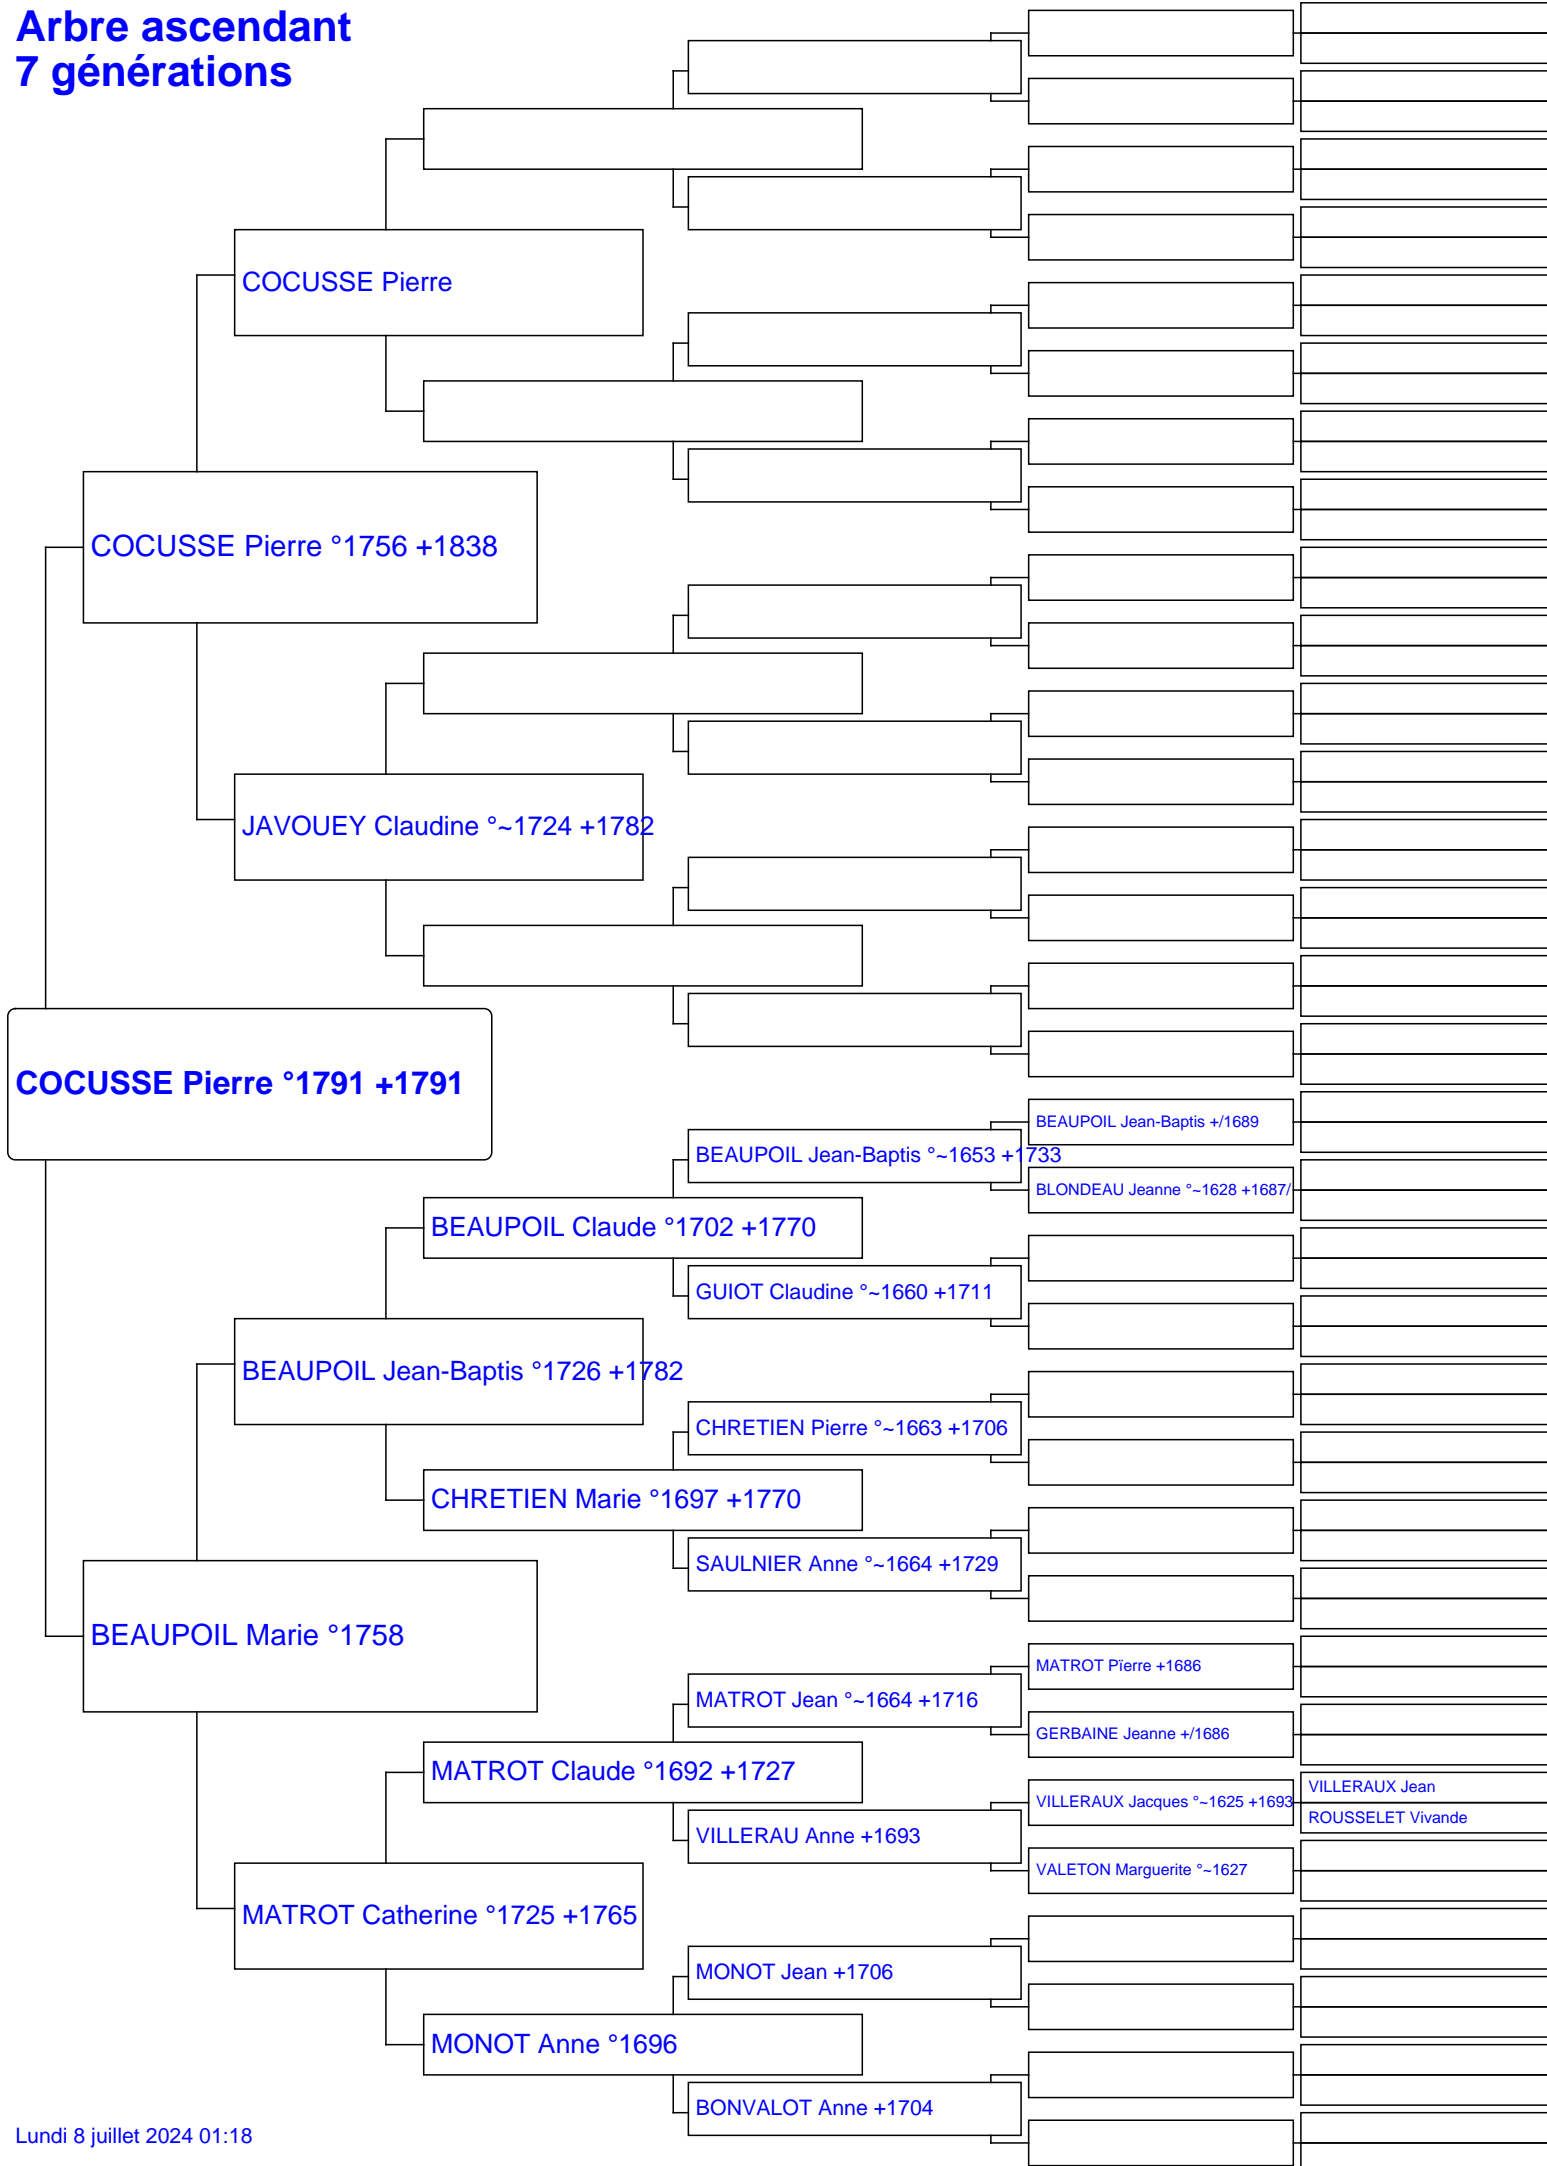 Arbre ascendant
7 générations
COCUSSE Pierre
COCUSSE Pierre °1756 +1838
JAVOUEY Claudine °~1724 +1782
COCUSSE Pierre °1791 +1791
BEAUPOIL Jean-Baptis +/1689
BEAUPOIL Jean-Baptis °~1653 +1733
BLONDEAU Jeanne °~1628 +1687/
BEAUPOIL Claude °1702 +1770
GUIOT Claudine °~1660 +1711
BEAUPOIL Jean-Baptis °1726 +1782
CHRETIEN Pierre °~1663 +1706
CHRETIEN Marie °1697 +1770
SAULNIER Anne °~1664 +1729
BEAUPOIL Marie °1758
MATROT Pïerre +1686
MATROT Jean °~1664 +1716
GERBAINE Jeanne +/1686
MATROT Claude °1692 +1727
VILLERAUX Jean
VILLERAUX Jacques °~1625 +1693
ROUSSELET Vivande
VILLERAU Anne +1693
VALETON Marguerite °~1627
MATROT Catherine °1725 +1765
MONOT Jean +1706
MONOT Anne °1696
BONVALOT Anne +1704
Lundi 8 juillet 2024 01:18